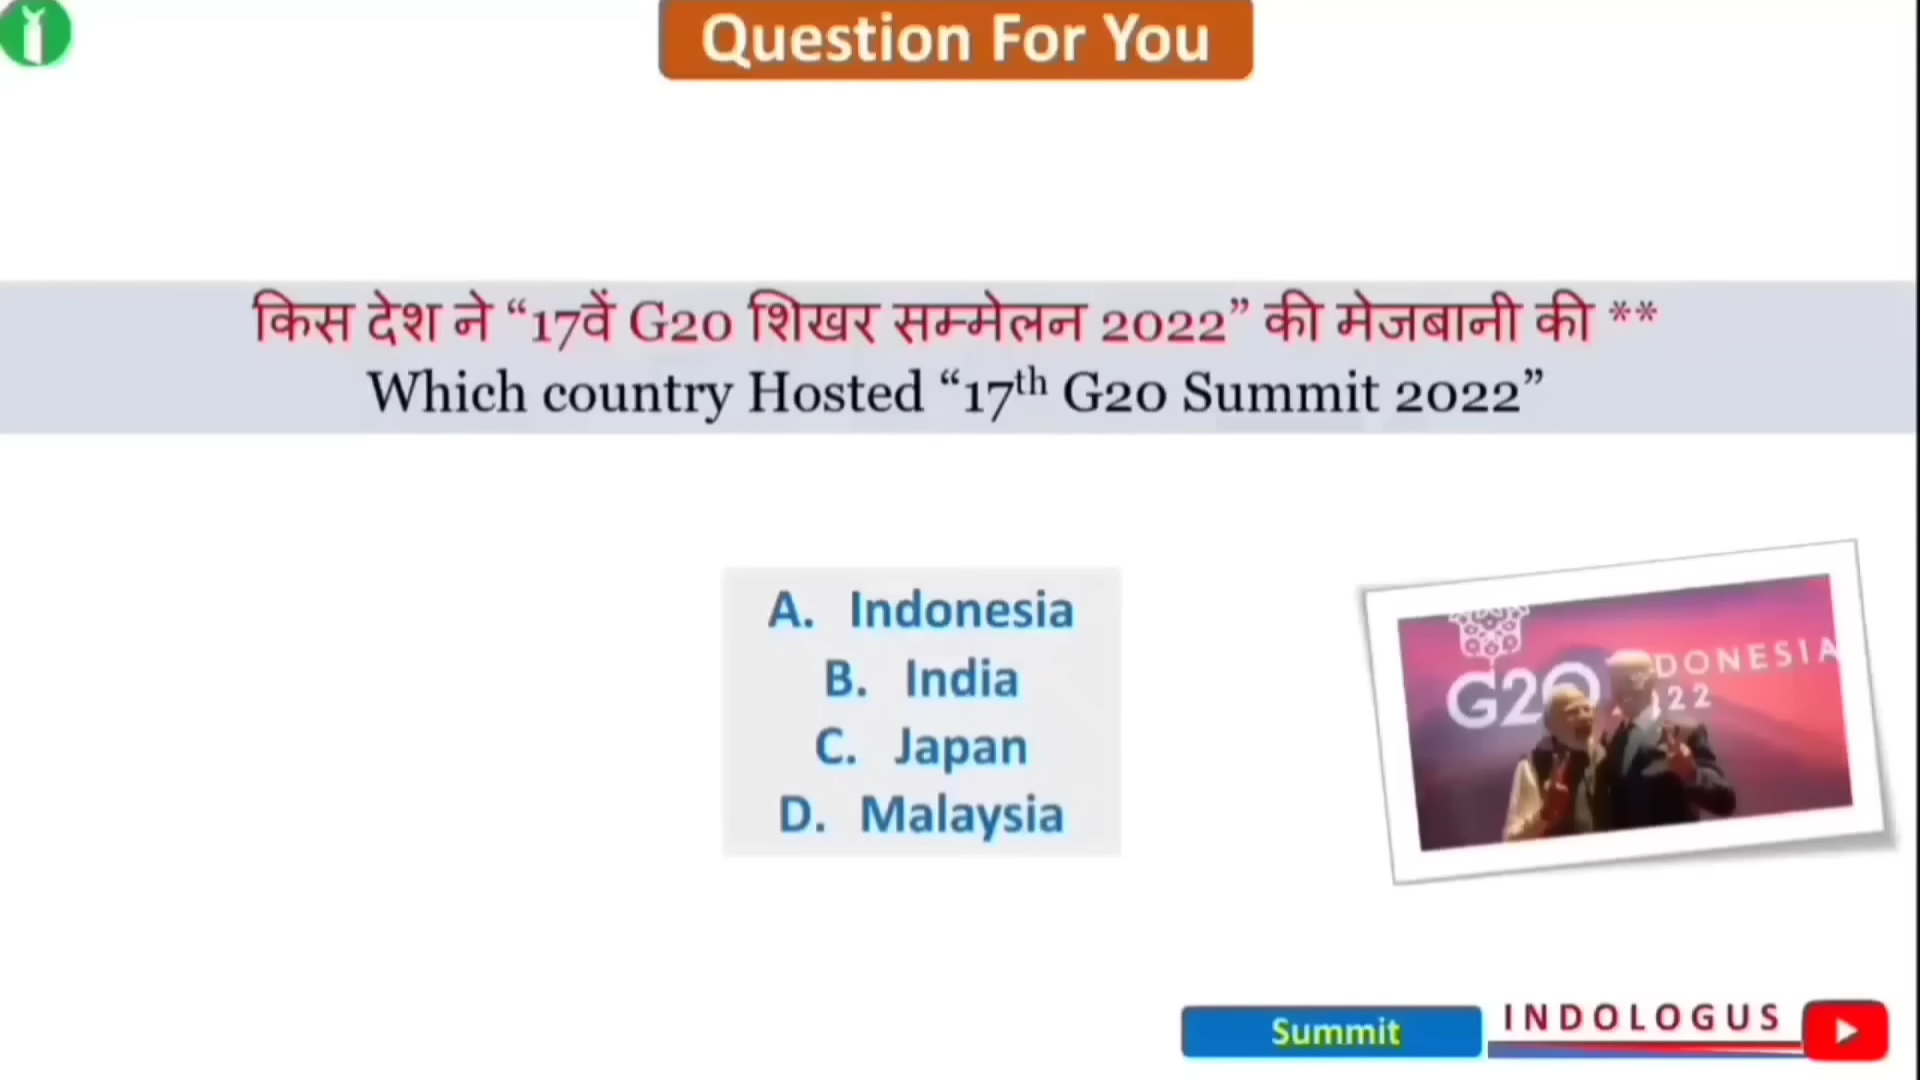 Question For You
किस देश ने “17वें G20 शिखर सम्मेलन 2022” की मेजबानी की **
Which country Hosted “17th G20 Summit 2022”
A. Indonesia
B. India
C. Japan
D. Malaysia
G20
DONESIA
22
Summit
INDOLOGUS